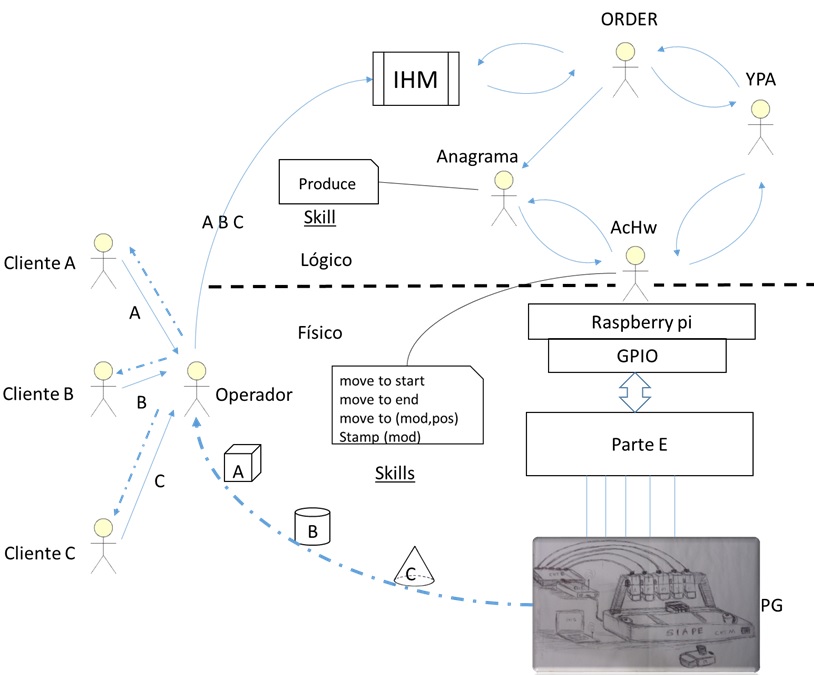 ORDER
IHM
YPA
Anagrama
Produce
Skill
A B C
AcHw
Cliente A
Lógico
A
Físico
Raspberry pi
GPIO
move to start
move to end
move to (mod,pos)
Stamp (mod)
Cliente B
B
Operador
Parte E
Skills
A
C
B
Cliente C
C
PG
SIAPE